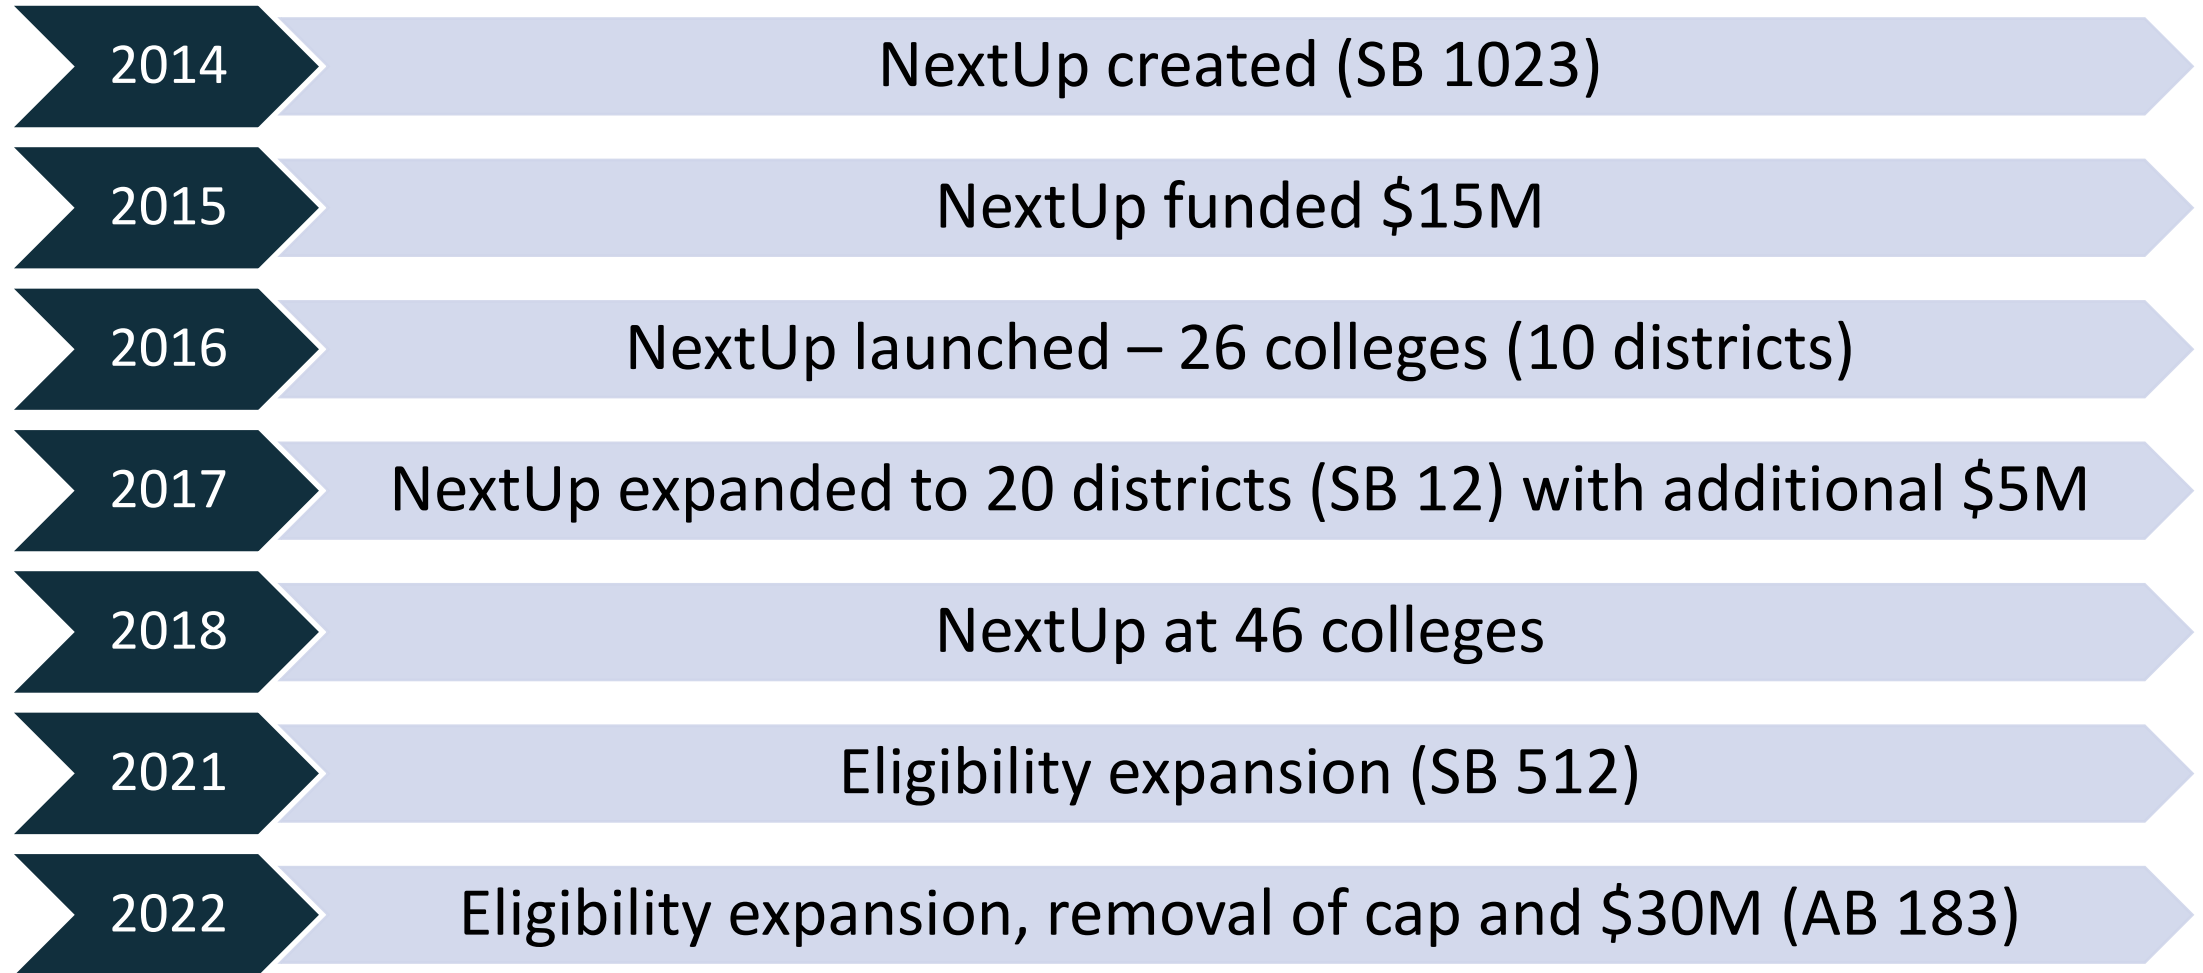 2014
NextUp created (SB 1023)
2015
NextUp funded $15M
2016
NextUp launched – 26 colleges (10 districts)
2017
NextUp expanded to 20 districts (SB 12) with additional $5M
2018
NextUp at 46 colleges
2021
Eligibility expansion (SB 512)
2022
Eligibility expansion, removal of cap and $30M (AB 183)